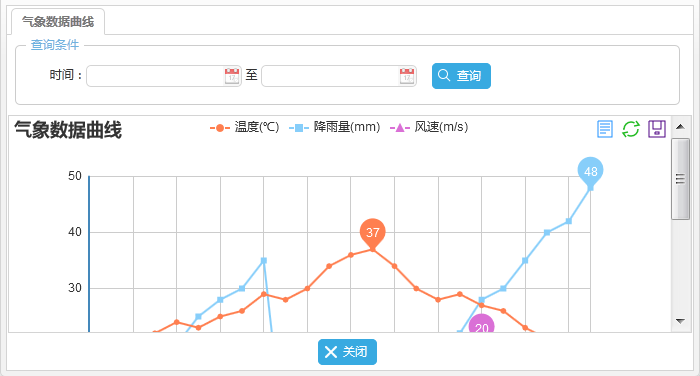 气象数据曲线
查询条件
时间： 至 查询
气象数据曲线 温度(℃) 降雨量(mm) 风速(m/s)
48
50
37
40
30
20
关闭